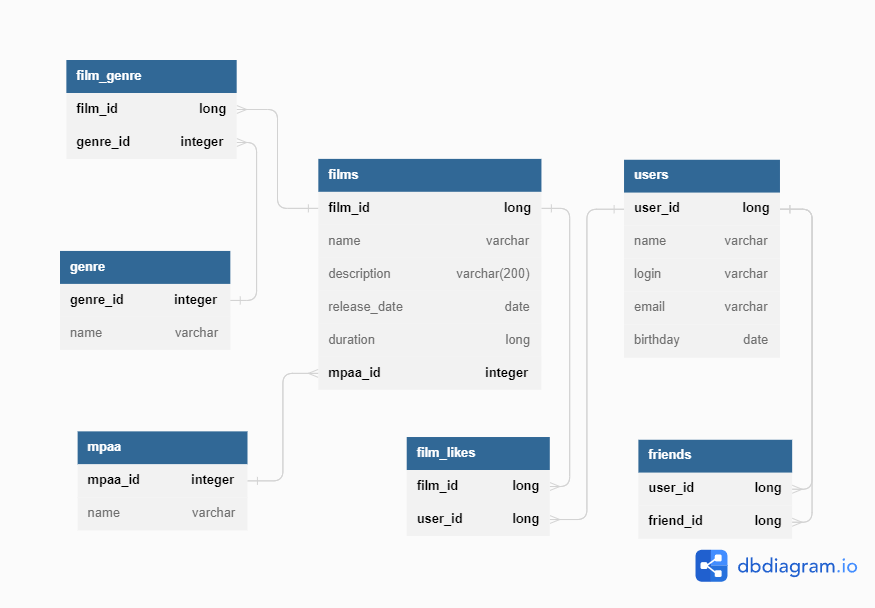 film_genre
film_id long
genre_id integer
films
film_id long
name varchar
description varchar(200)
release_date date
duration long
mpaa_id integer
users
user_id long
name varchar
login varchar
email varchar
birthday date
genre
genre_id integer
name varchar
mpaa
mpaa_id integer
name varchar
film_likes
film_id long
user_id long
friends
user_id long
friend_id long
dbdiagram.io